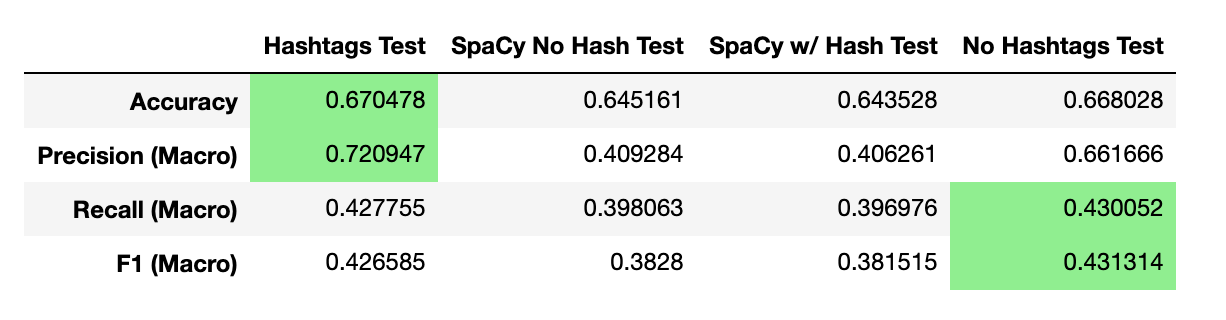 Hashtags Test SpaCy No Hash Test SpaCy w/ Hash Test No Hashtags Test
Accuracy 0.670478 0.645161 0.643528 0.668028
Precision (Macro) 0.720947 0.409284 0.406261 0.661666
Recall (Macro) 0.427755 0.398063 0.396976 0.430052
F1 (Macro) 0.426585 0.3828 0.381515 0.431314